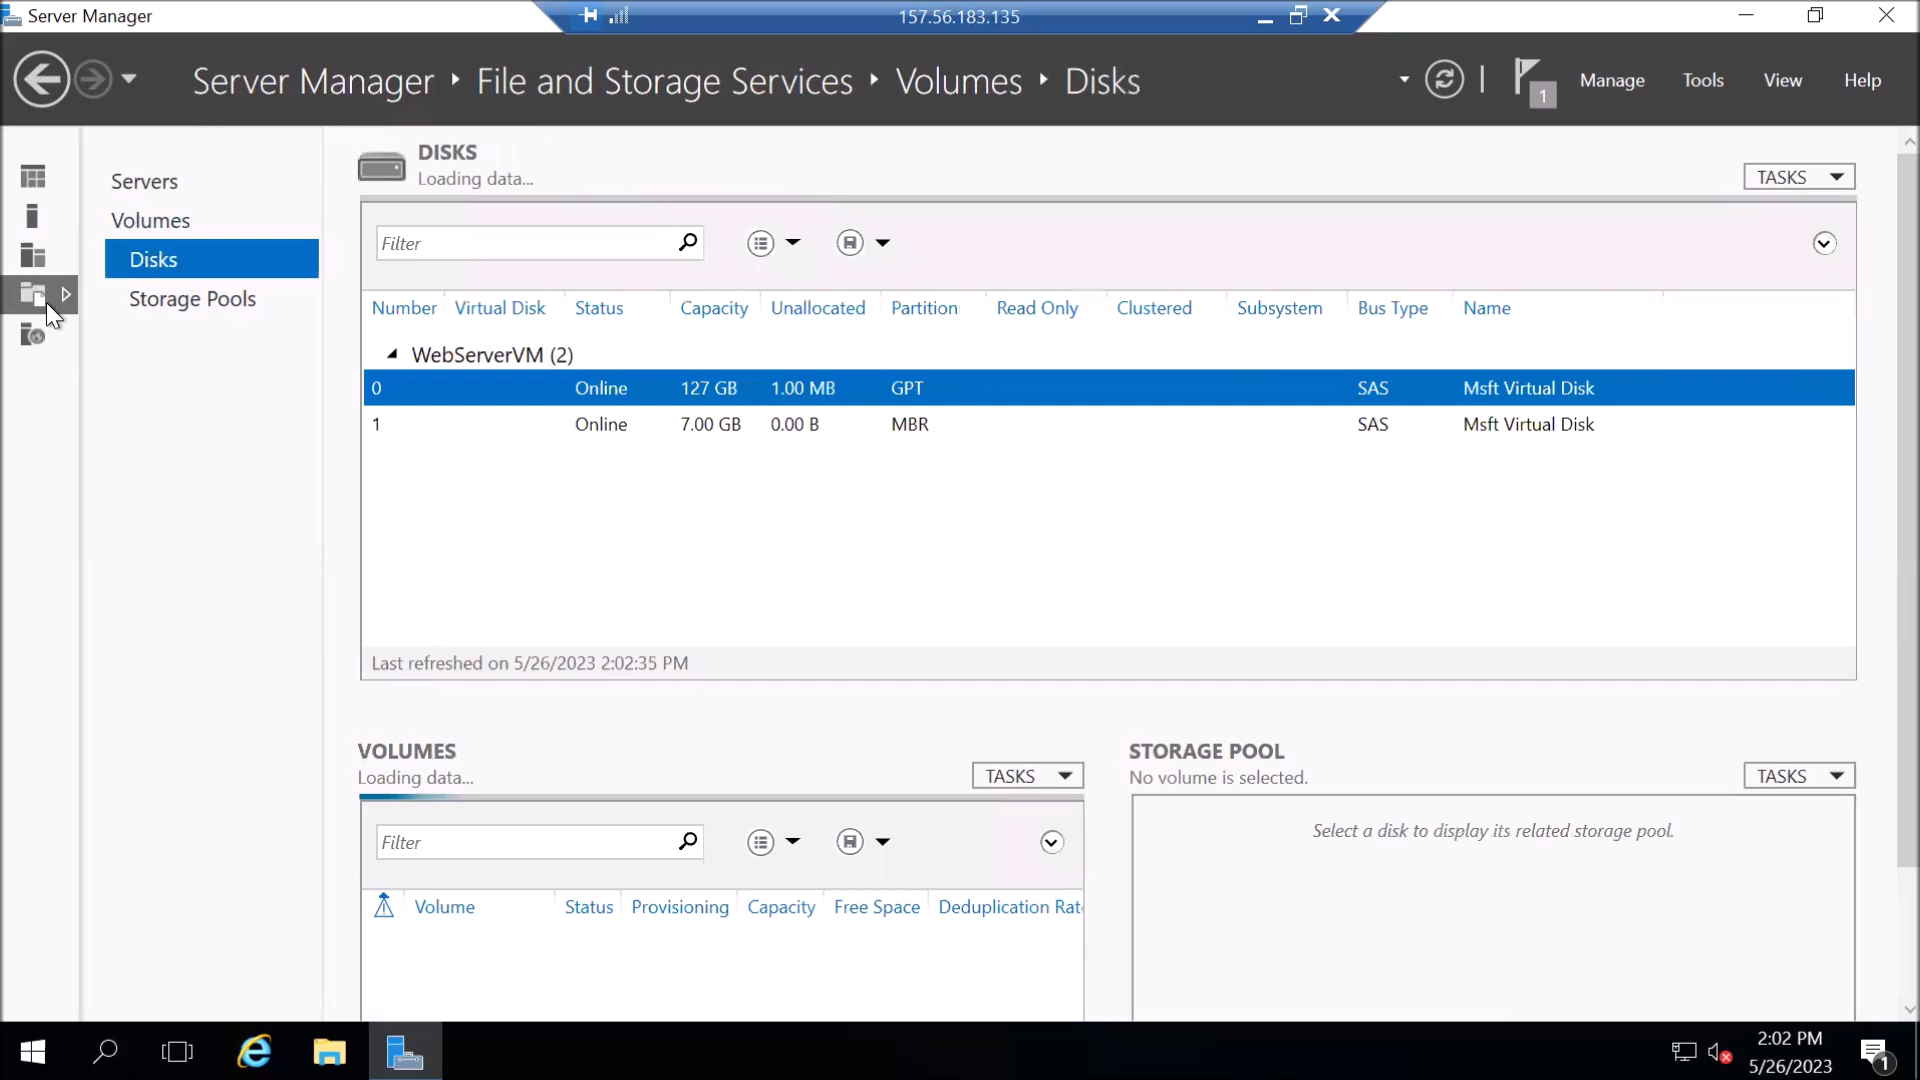 Server Manager
157.56.183.135
Server Manager File and Storage Services Volumes Disks
1 Manage Tools View Help
Servers
Volumes
Disks
Storage Pools
DISKS
Loading data...
TASKS
Filter
Number Virtual Disk Status Capacity Unallocated Partition Read Only Clustered Subsystem Bus Type Name
WebServerVM (2)
0 Online 127 GB 1.00 MB GPT SAS Msft Virtual Disk
1 Online 7.00 GB 0.00 B MBR SAS Msft Virtual Disk
Last refreshed on 5/26/2023 2:02:35 PM
VOLUMES
Loading data...
TASKS
Filter
Volume Status Provisioning Capacity Free Space Deduplication Rat
STORAGE POOL
No volume is selected.
TASKS
Select a disk to display its related storage pool.
2:02 PM
5/26/2023
1